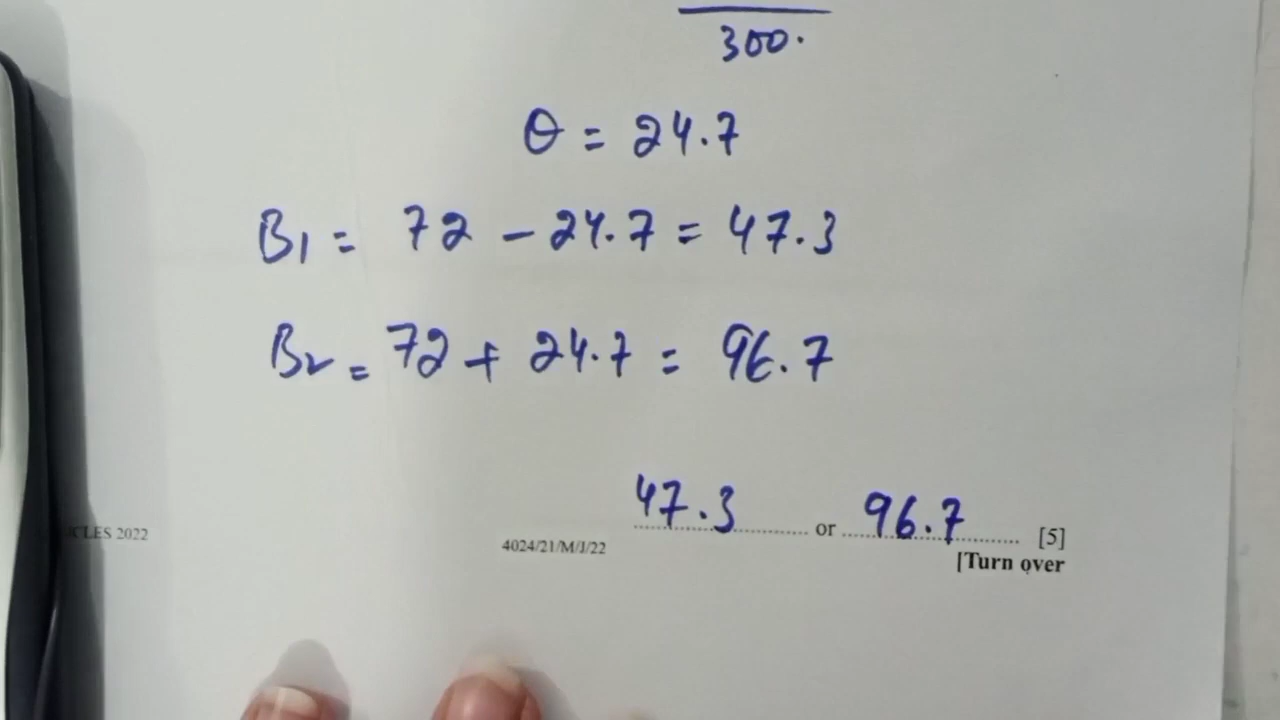 300.
θ = 24.7
B1 = 72 - 24.7 = 47.3
B2 = 72 + 24.7 = 96.7
47.3 or 96.7 [5]
CLES 2022
4024/21/M/J/22
[Turn over